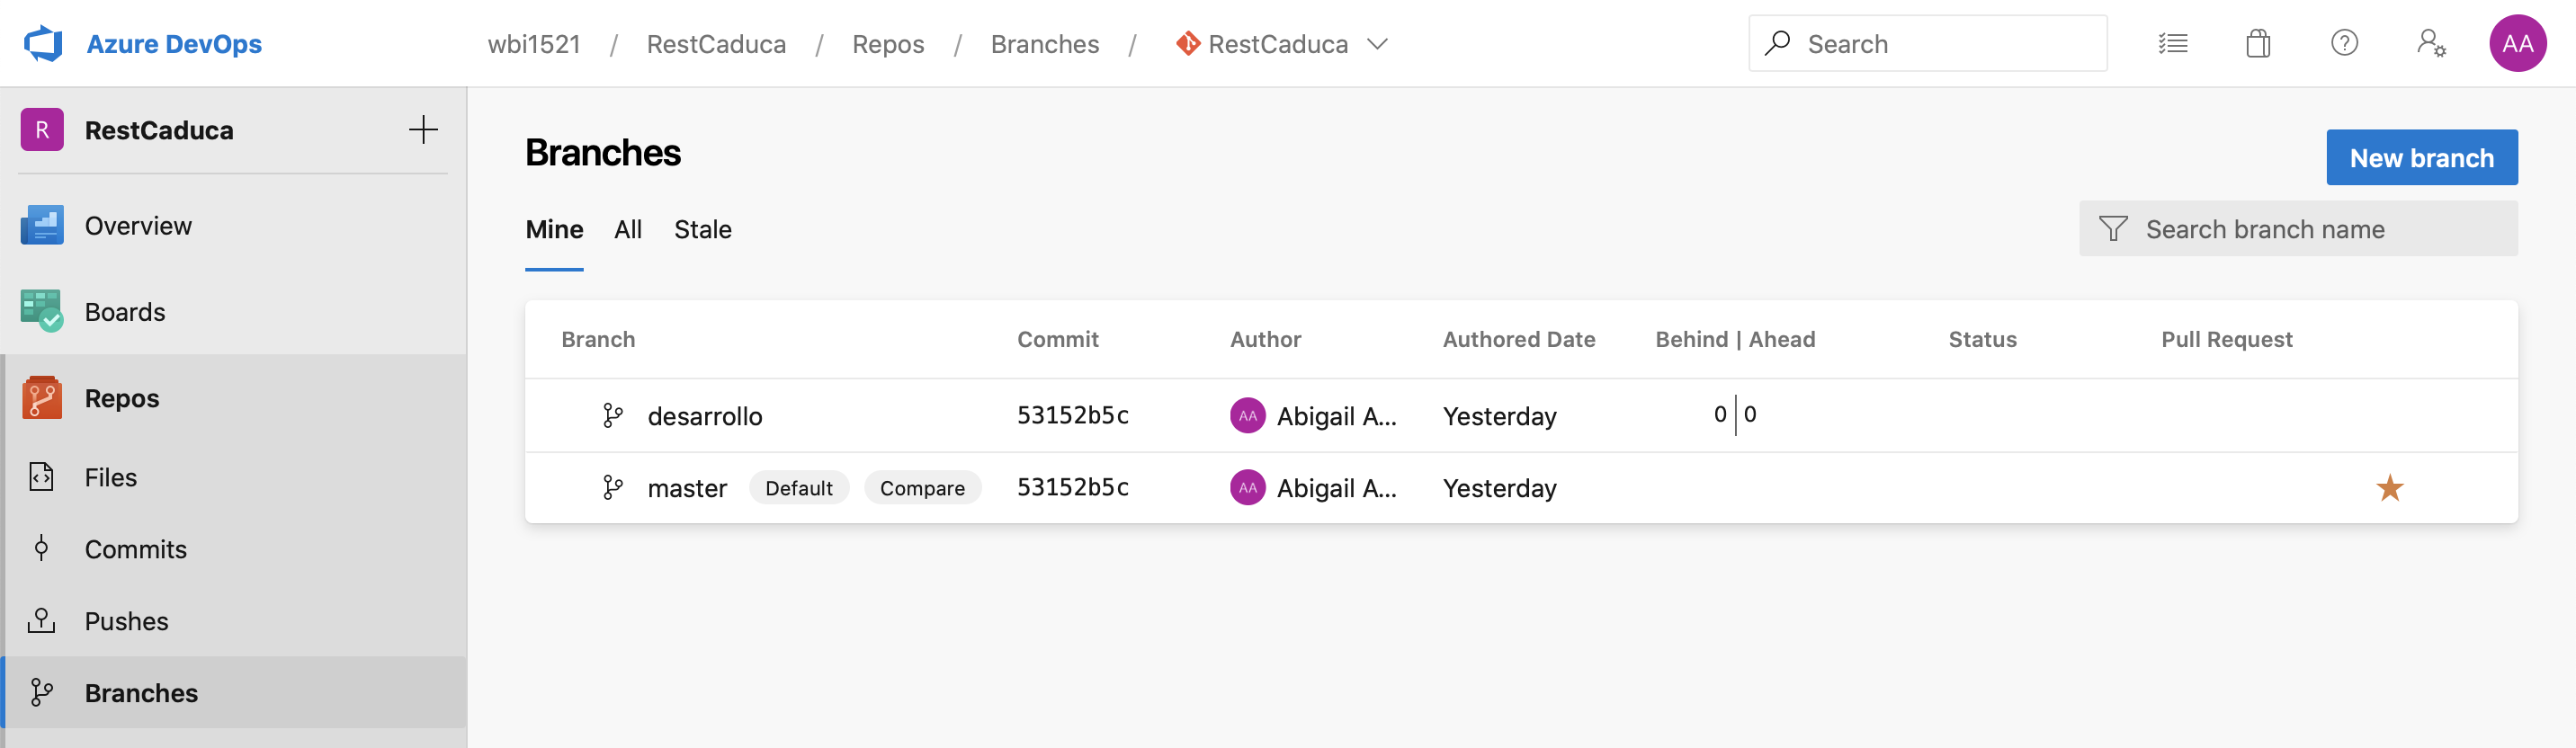 Azure DevOps
wbi1521 / RestCaduca / Repos / Branches / RestCaduca
Search
AA
R RestCaduca
Overview
Boards
Repos
Files
Commits
Pushes
Branches
Branches
New branch
Mine All Stale
Search branch name
Branch Commit Author Authored Date Behind | Ahead Status Pull Request
desarrollo 53152b5c AA Abigail A... Yesterday 0 | 0
master Default Compare 53152b5c AA Abigail A... Yesterday